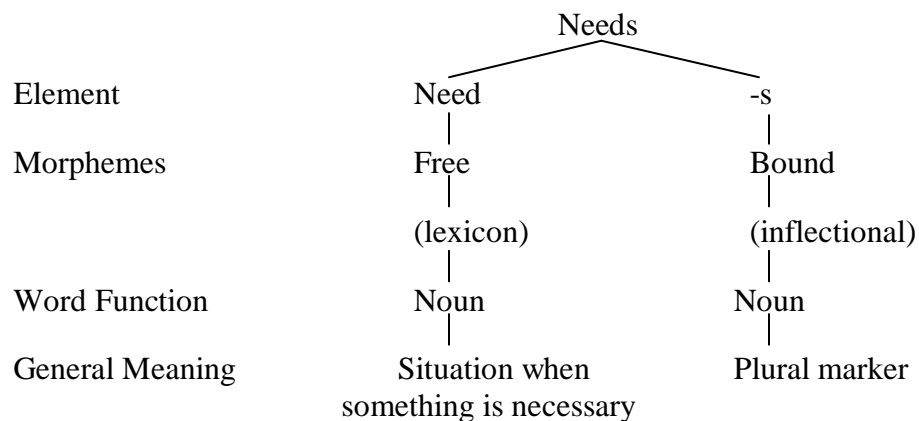 Needs
Element Need -s
Morphemes Free Bound
(lexicon) (inflectional)
Word Function Noun Noun
General Meaning Situation when Plural marker
something is necessary